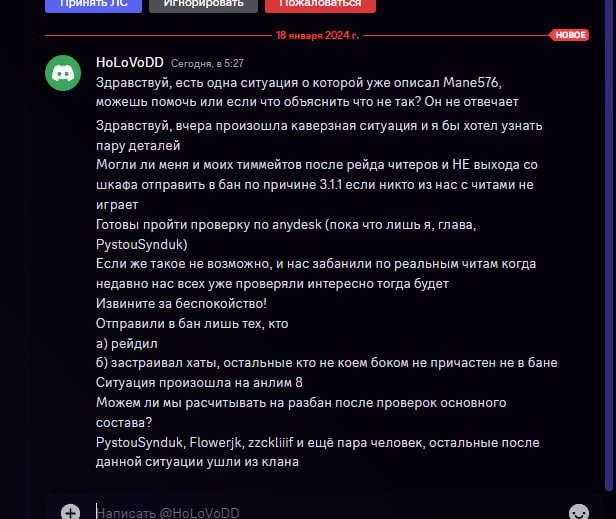 Принять ЛС Игнорировать Пожаловаться
18 января 2024 г. НОВОЕ
HoLoVoDD Сегодня, в 5:27
Здравствуй, есть одна ситуация о которой уже описал Mane576,
можешь помочь или если что объяснить что не так? Он не отвечает
Здравствуй, вчера произошла каверзная ситуация и я бы хотел узнать
пару деталей
Могли ли меня и моих тиммейтов после рейда читеров и НЕ выхода со
шкафа отправить в бан по причине 3.1.1 если никто из нас с читами не
играет
Готовы пройти проверку по anydesk (пока что лишь я, глава,
PystouSynduk)
Если же такое не возможно, и нас забанили по реальным читам когда
недавно нас всех уже проверяли интересно тогда будет
Извините за беспокойство!
Отправили в бан лишь тех, кто
а) рейдил
б) застраивал хаты, остальные кто не коем боком не причастен не в бане
Ситуация произошла на анлим 8
Можем ли мы расчитывать на разбан после проверок основного
состава?
PystouSynduk, Flowerjk, zzckliiif и ещё пара человек, остальные после
данной ситуации ушли из клана
Написать @HoLoVoDD